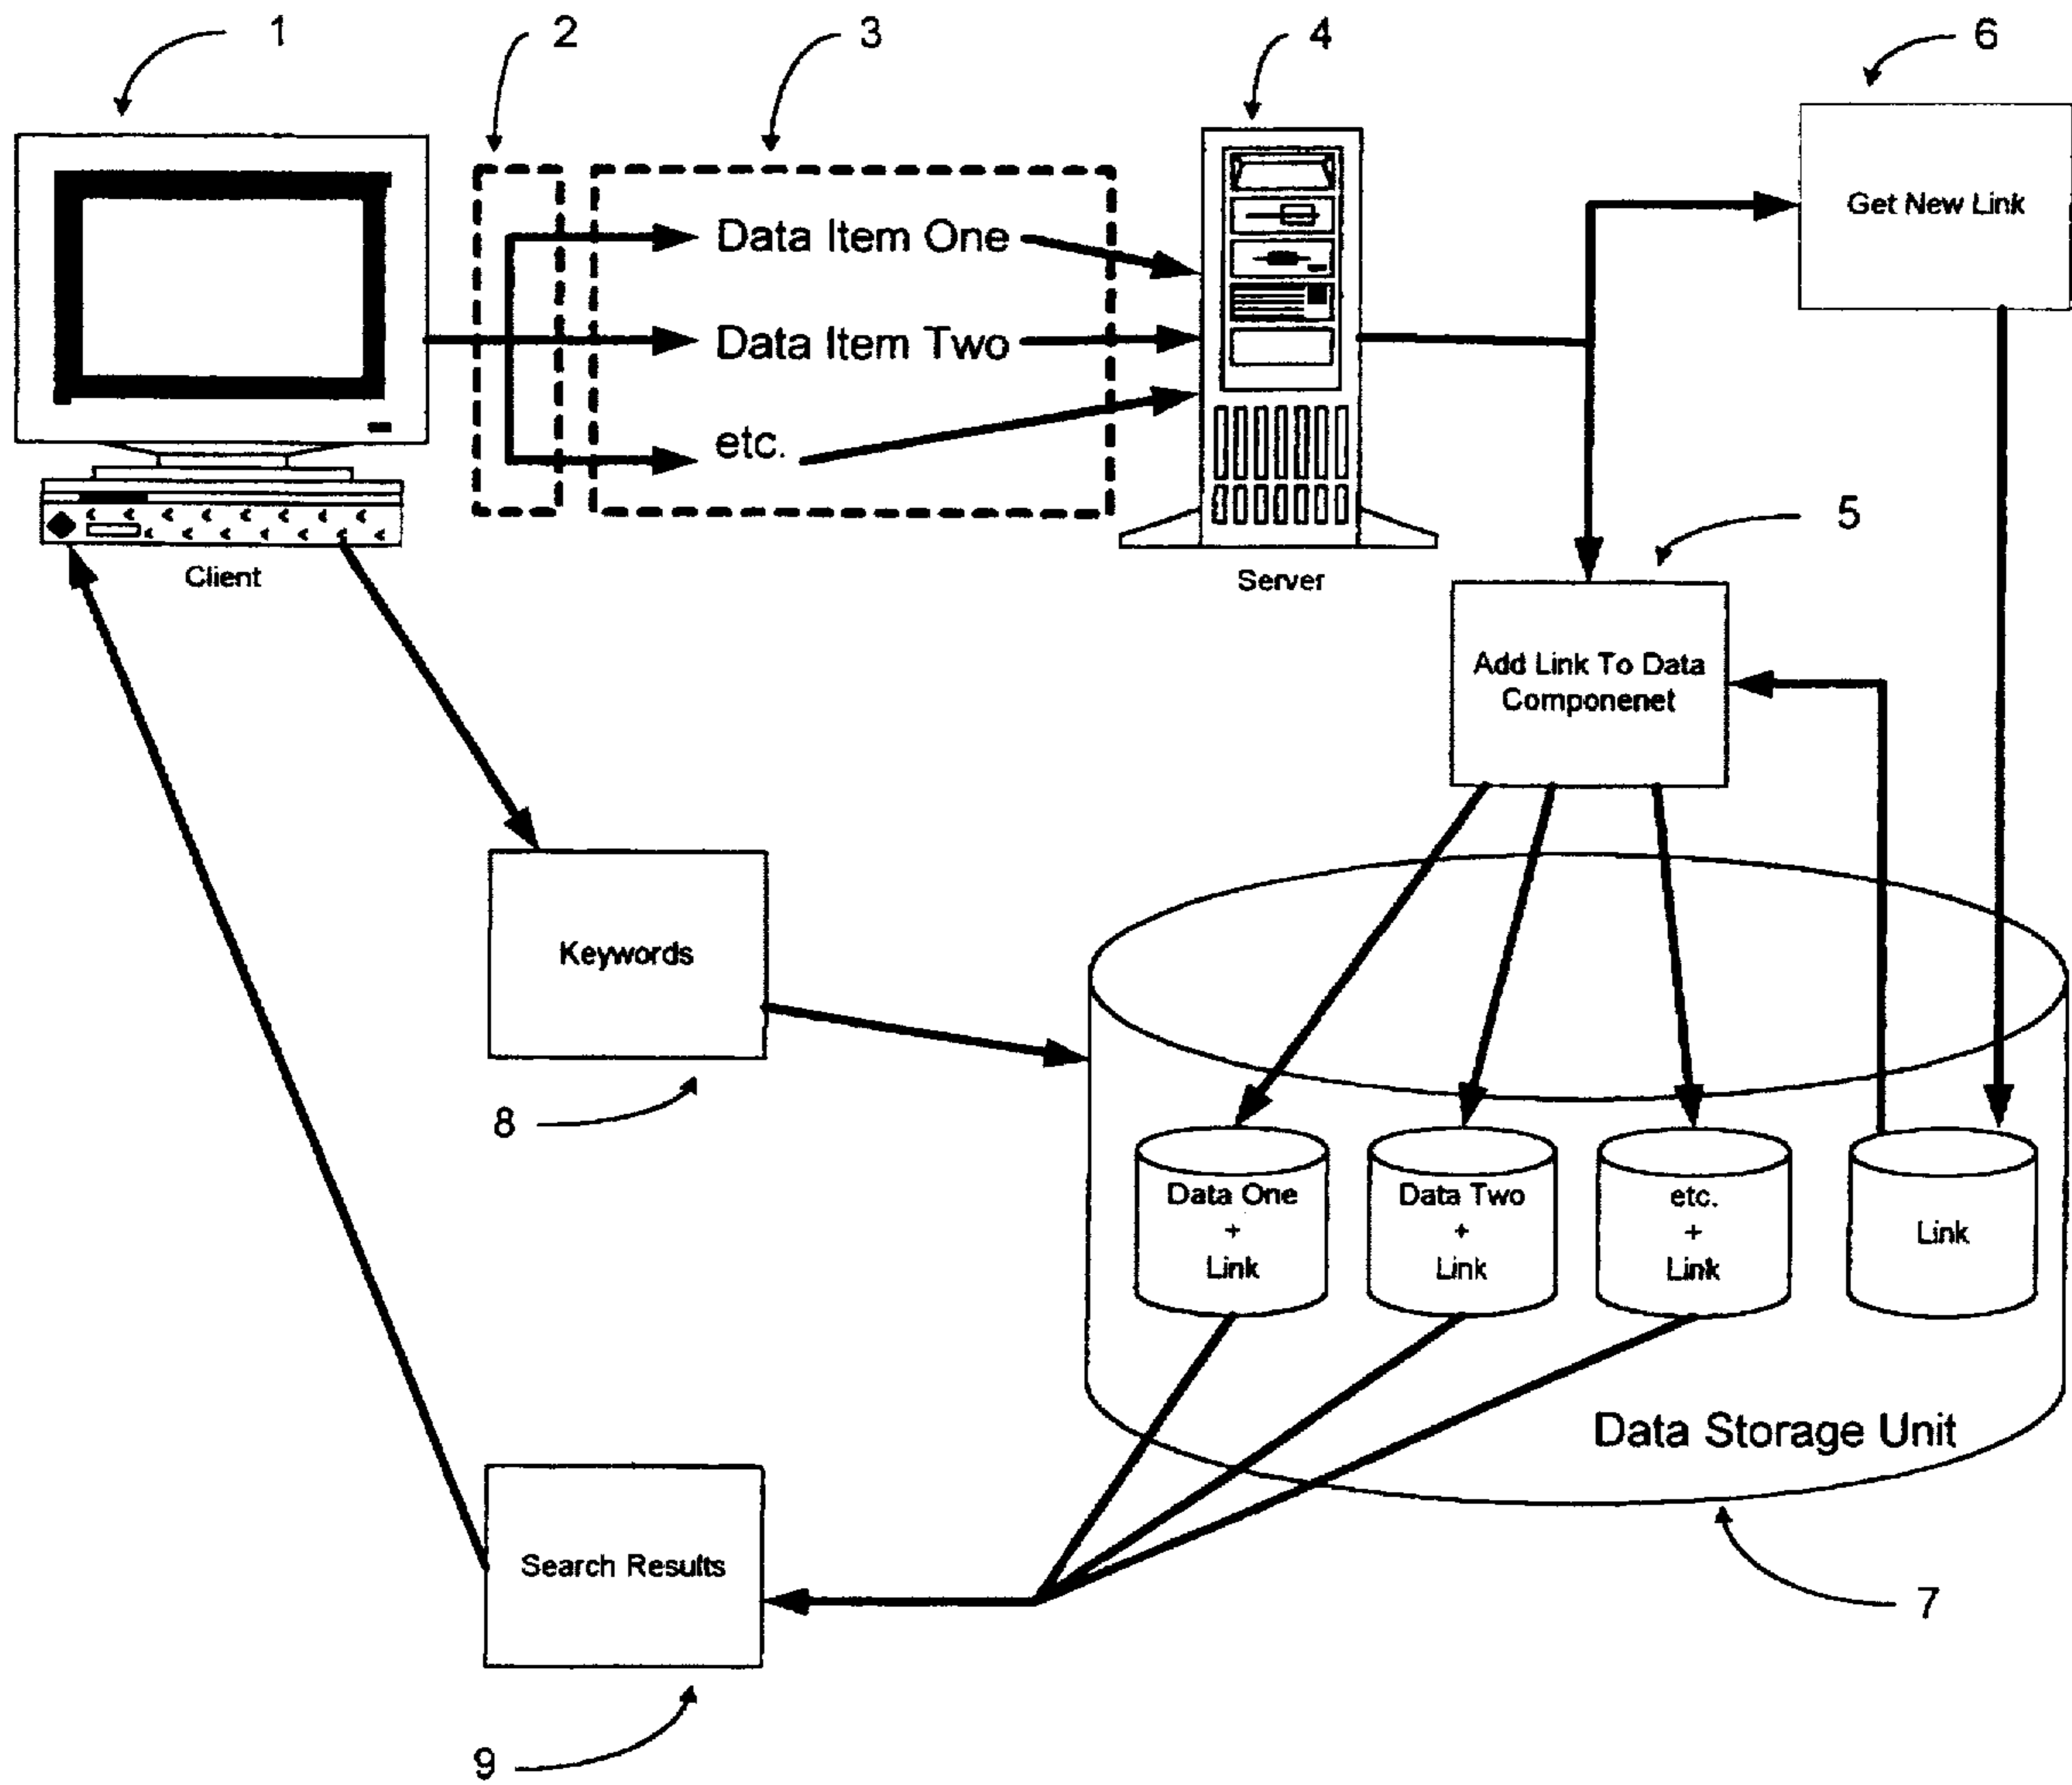 1
2
3
4
6
Data Item One
Get New Link
Data Item Two
etc.
5
Client
Server
Add Link To Data
Componenet
Keywords
8
Data One
+
Link
Data Two
+
Link
etc.
+
Link
Link
Data Storage Unit
Search Results
7
9